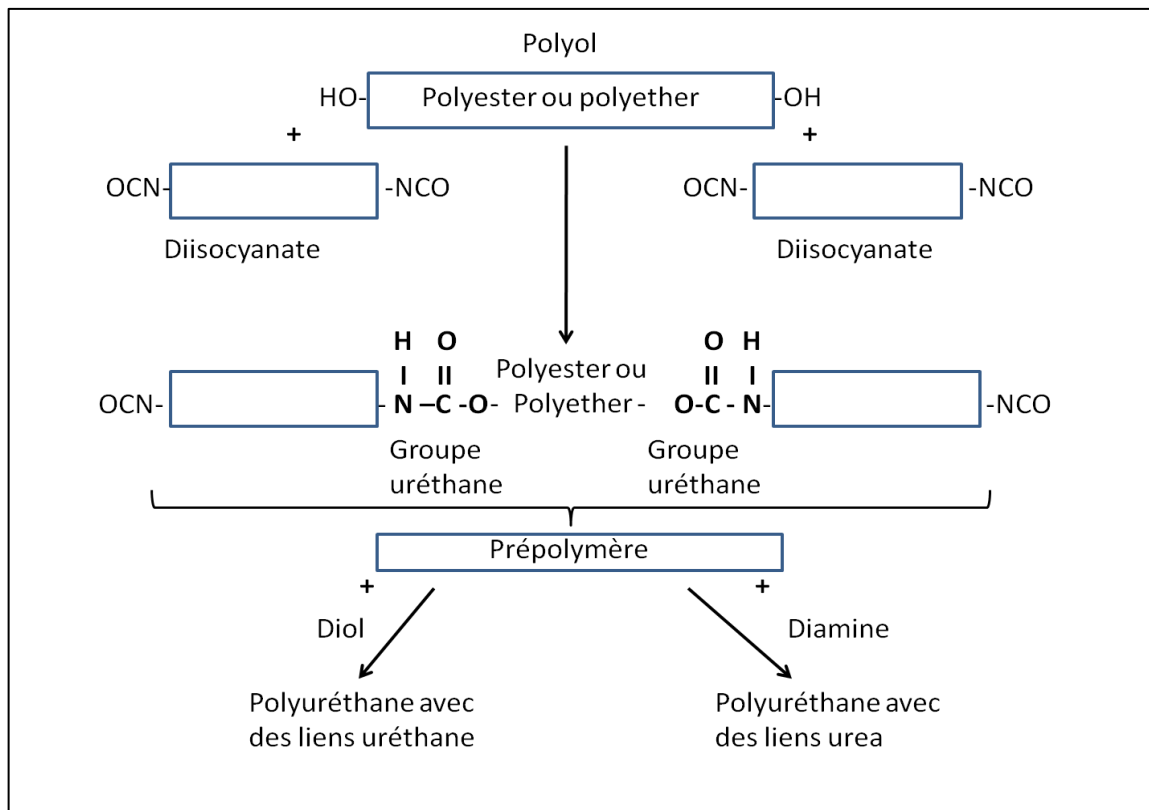 Polyol
HO- Polyester ou polyether -OH
+ +
OCN- -NCO OCN- -NCO
Diisocyanate Diisocyanate
H O O H
I II II I
OCN- - N –C -O- Polyester ou Polyether - O-C - N- -NCO
Groupe uréthane Groupe uréthane
Prépolymère
+ +
Diol Diamine
Polyuréthane avec des liens uréthane
Polyuréthane avec des liens urea